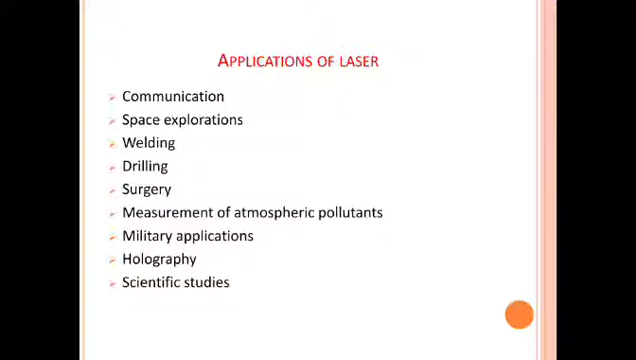 APPLICATIONS OF LASER
Communication
Space explorations
Welding
Drilling
Surgery
Measurement of atmospheric pollutants
Military applications
Holography
Scientific studies